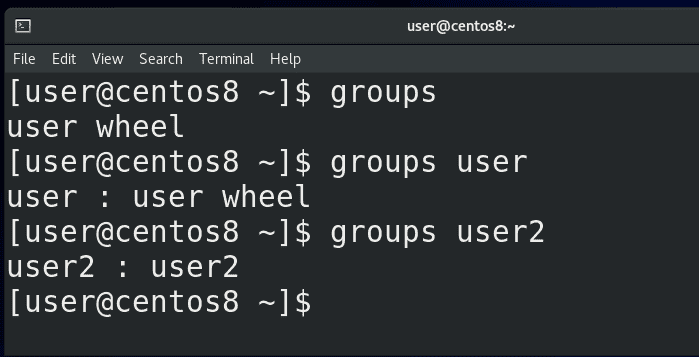 user@centos8:~
File Edit View Search Terminal Help
[user@centos8 ~]$ groups
user wheel
[user@centos8 ~]$ groups user
user : user wheel
[user@centos8 ~]$ groups user2
user2 : user2
[user@centos8 ~]$